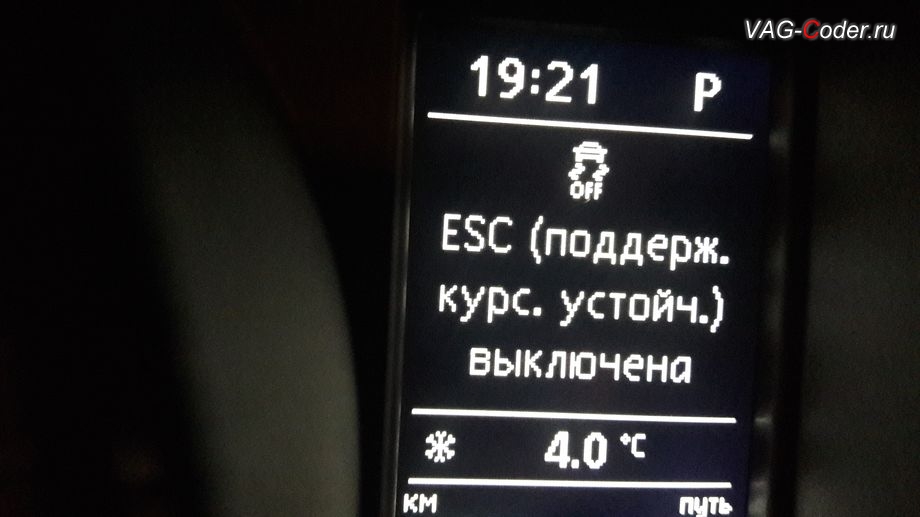 VAG-Coder.ru
19:21 P
OFF
ESC (поддерж.
курс. устойч.)
выключена
4.0 °C
км путь